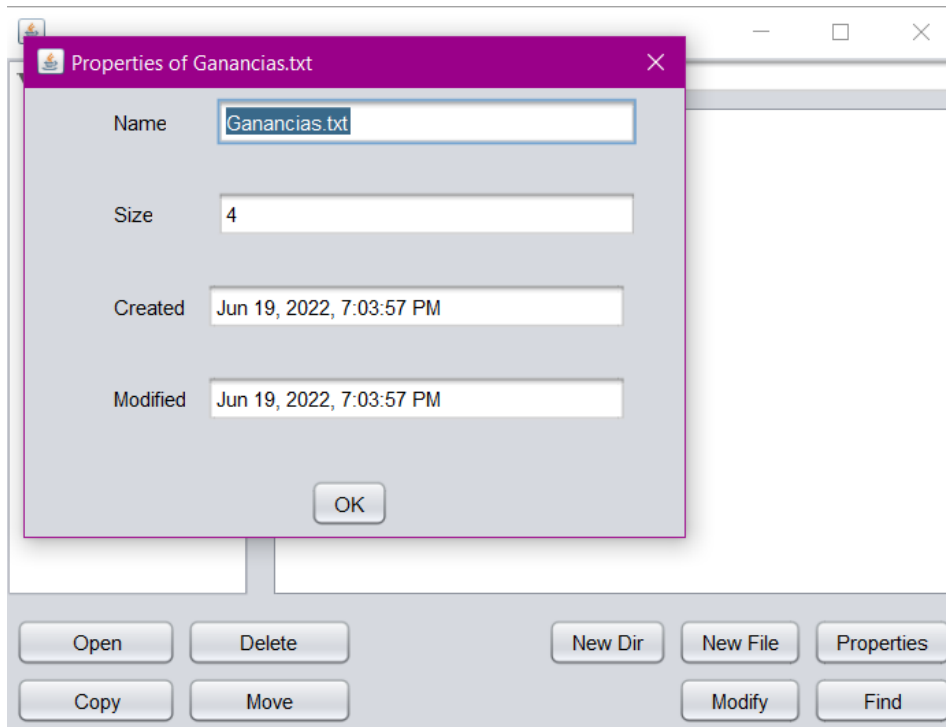 Properties of Ganancias.txt
Name Ganancias.txt
Size 4
Created Jun 19, 2022, 7:03:57 PM
Modified Jun 19, 2022, 7:03:57 PM
OK
Open Delete New Dir New File Properties
Copy Move Modify Find